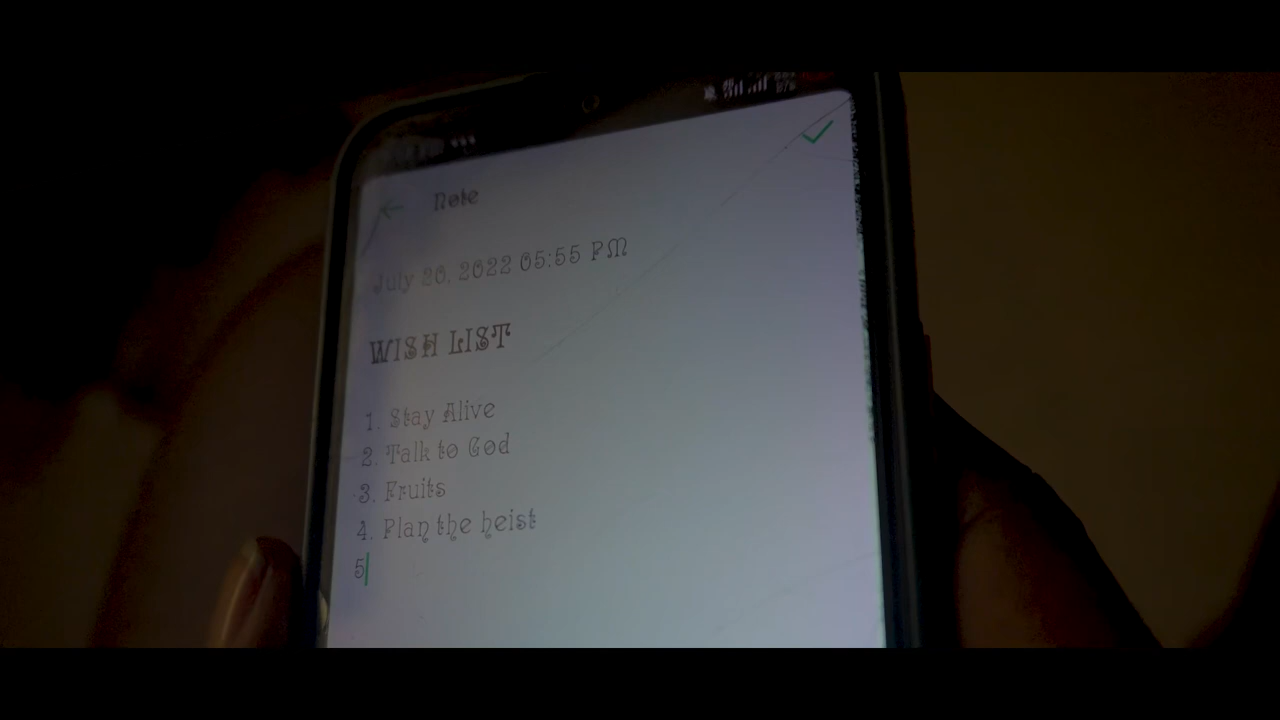 Note
July 20, 2022 05:55 PM
WISH LIST
1. Stay Alive
2. Talk to God
3. Fruits
4. Plan the heist
5